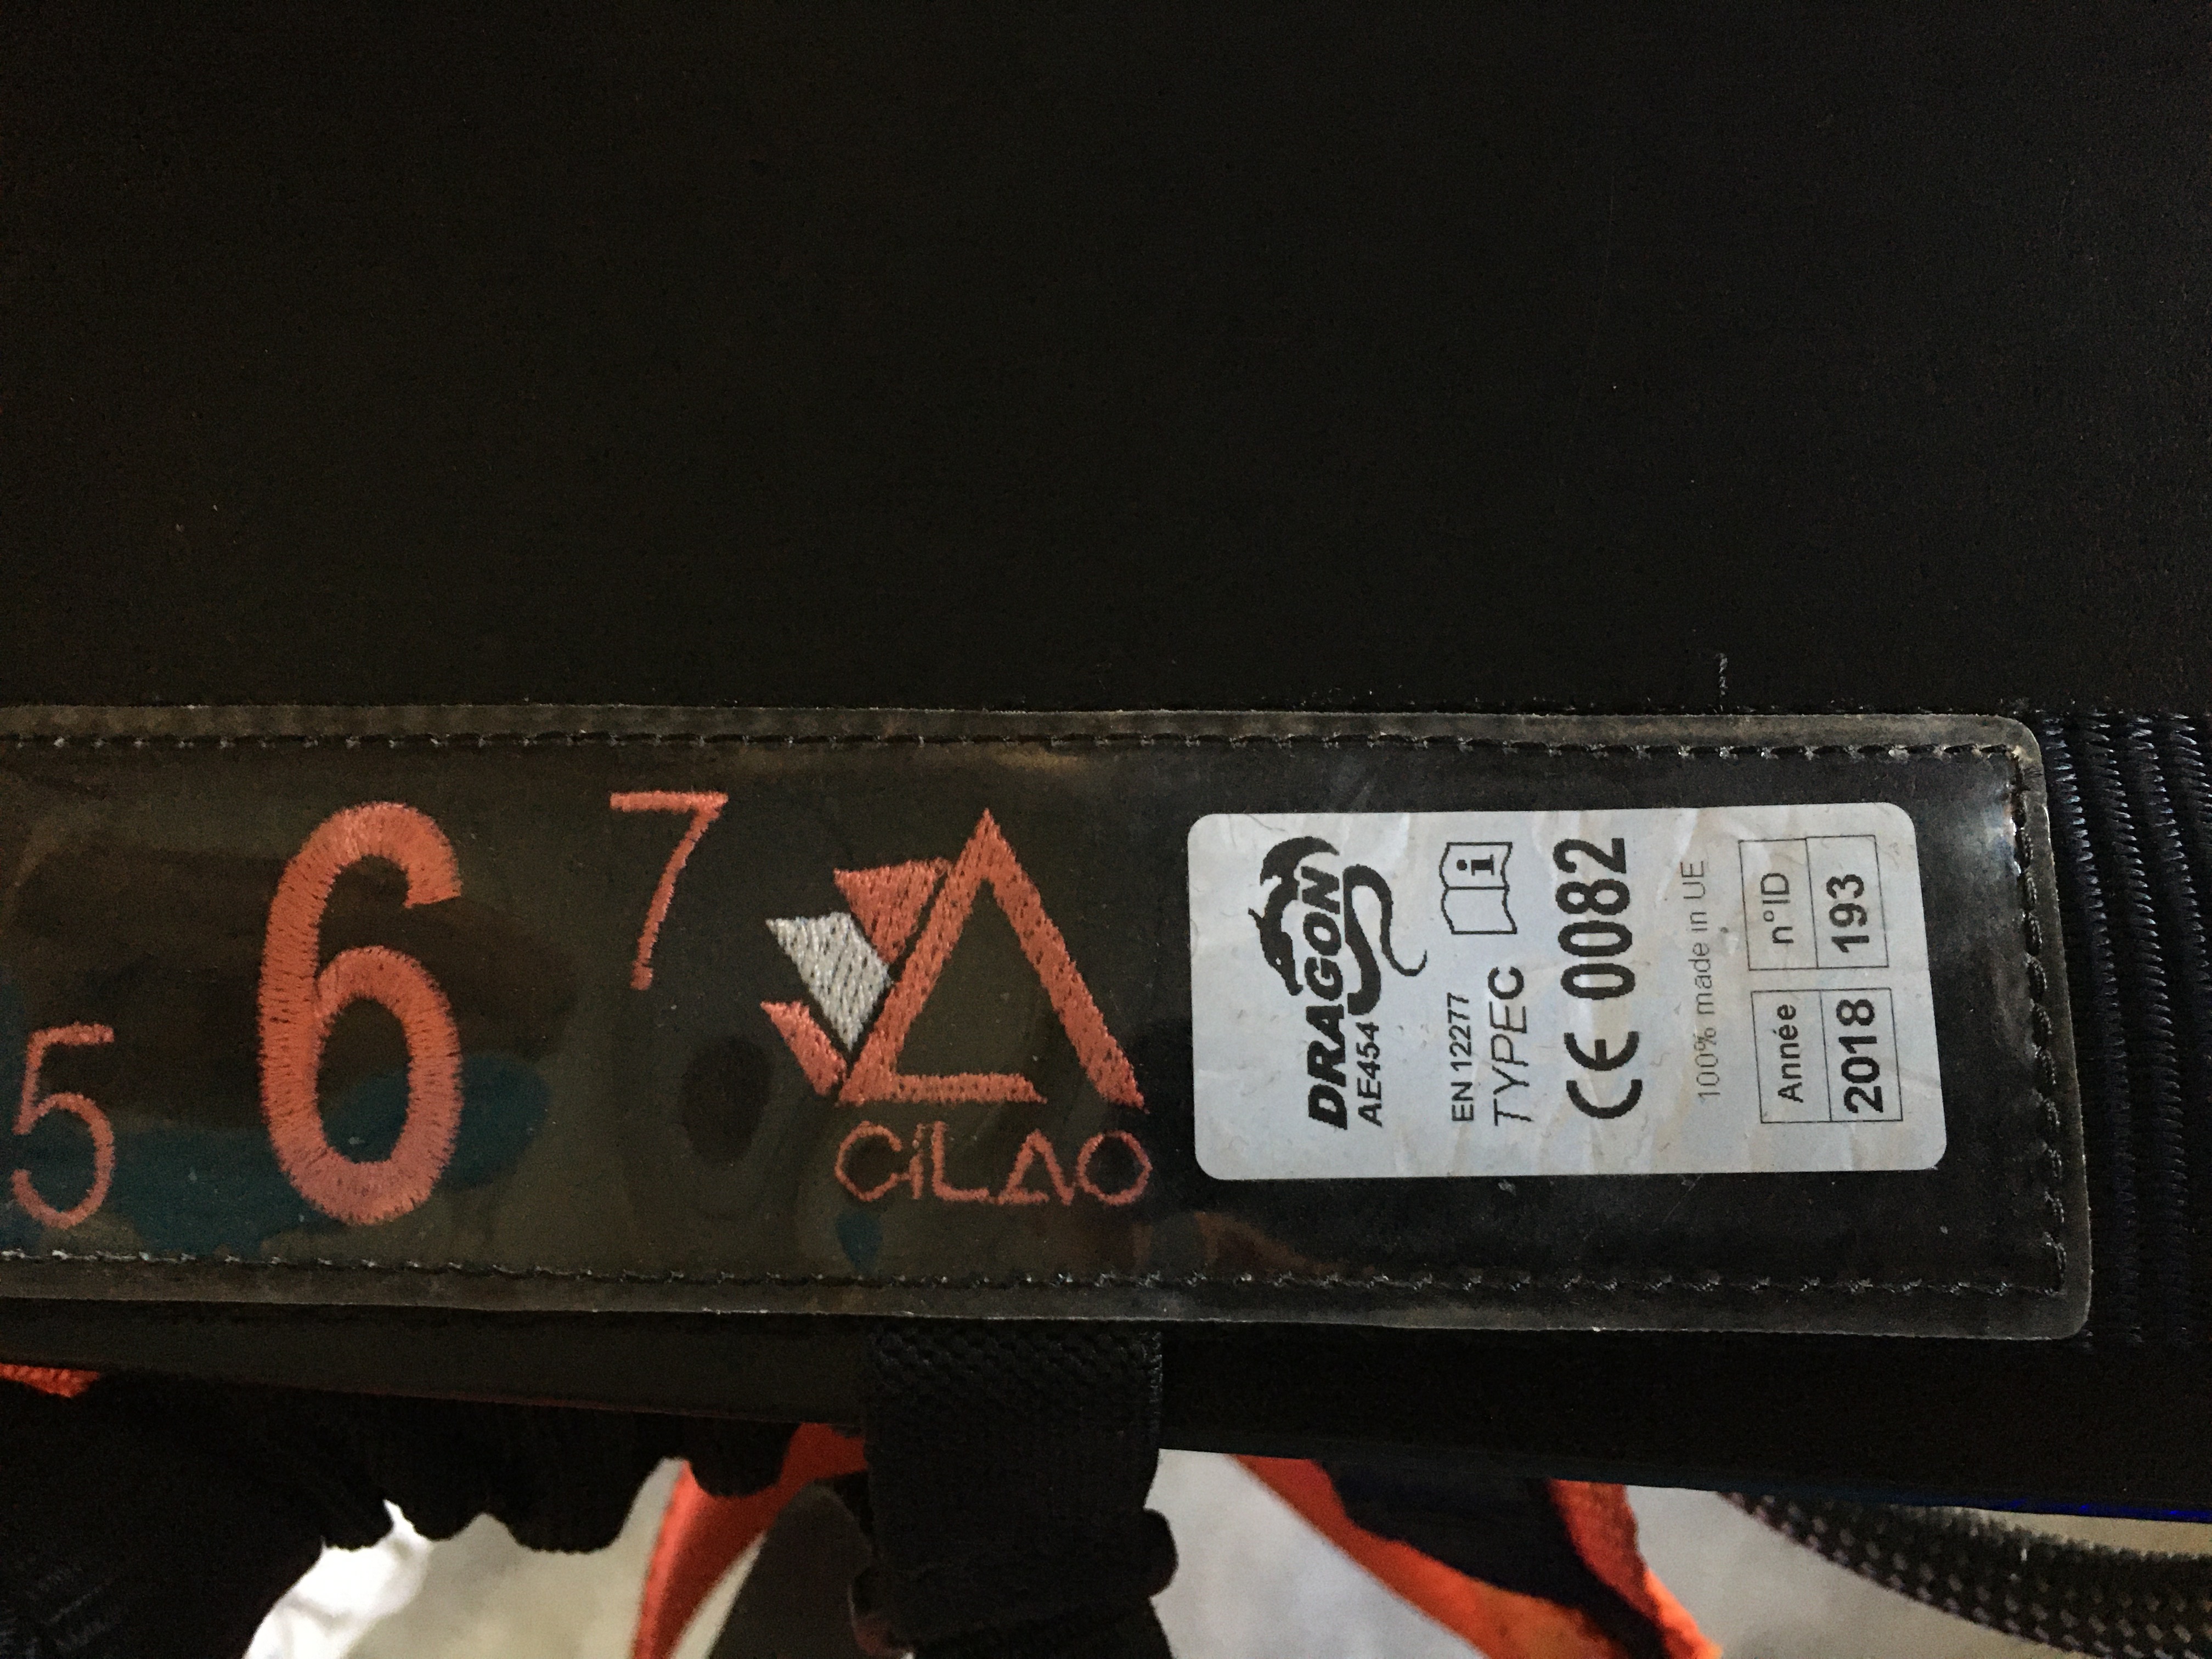 5 6 7
CiLAO
DRAGON
AE454
EN 12277
TYPE C
i
CE 0082
100% made in UE
Année n°ID
2018 193